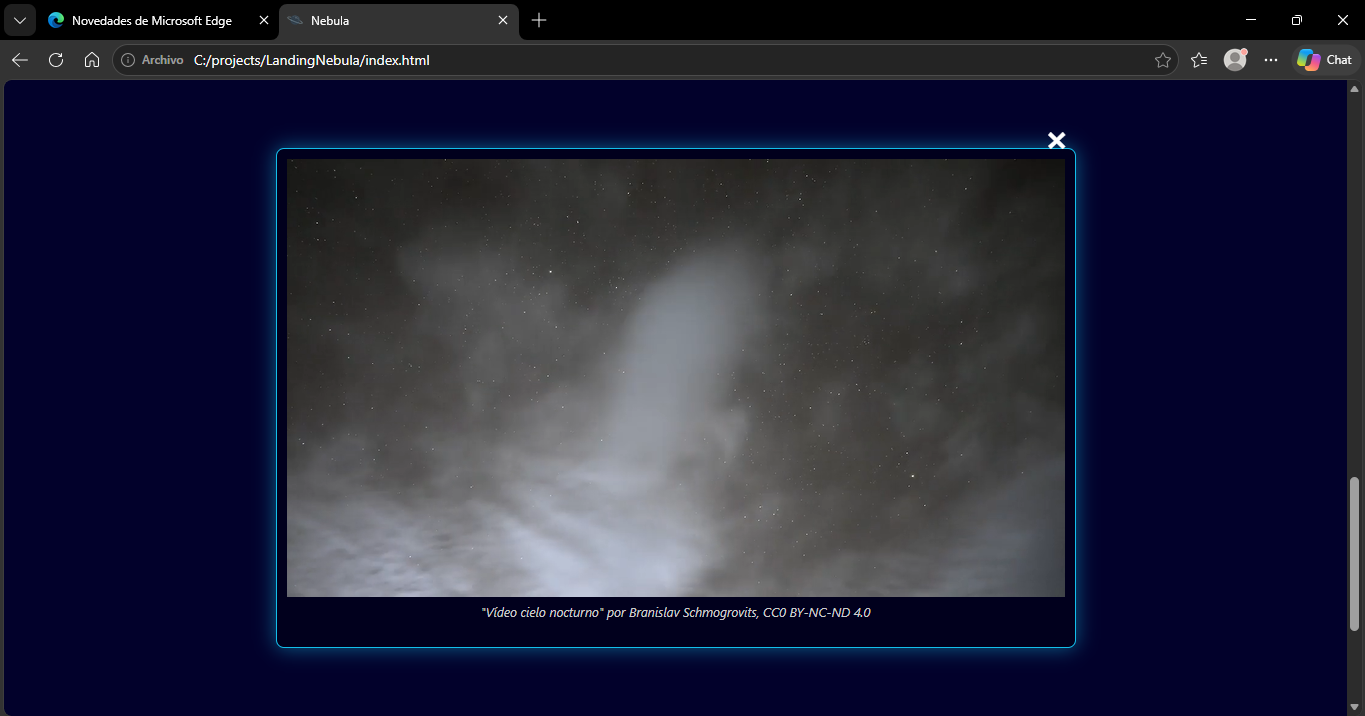 Novedades de Microsoft Edge
Nebula
Archivo
C:/projects/LandingNebula/index.html
Chat
"Vídeo cielo nocturno" por Branislav Schmogrovits, CC0 BY-NC-ND 4.0